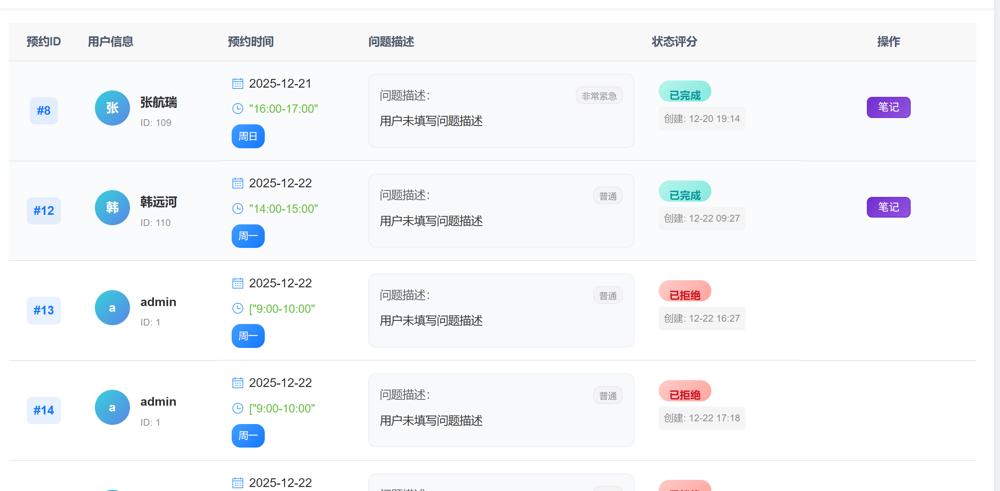 预约ID 用户信息 预约时间 问题描述 状态评分 操作
#8
张
张航瑞
ID: 109
2025-12-21
"16:00-17:00"
周日
问题描述：
非常紧急
用户未填写问题描述
已完成
创建: 12-20 19:14
笔记
#12
韩
韩远河
ID: 110
2025-12-22
"14:00-15:00"
周一
问题描述：
普通
用户未填写问题描述
已完成
创建: 12-22 09:27
笔记
#13
a
admin
ID: 1
2025-12-22
["9:00-10:00"
周一
问题描述：
普通
用户未填写问题描述
已拒绝
创建: 12-22 16:27
#14
a
admin
ID: 1
2025-12-22
["9:00-10:00"
周一
问题描述：
普通
用户未填写问题描述
已拒绝
创建: 12-22 17:18
2025-12-22